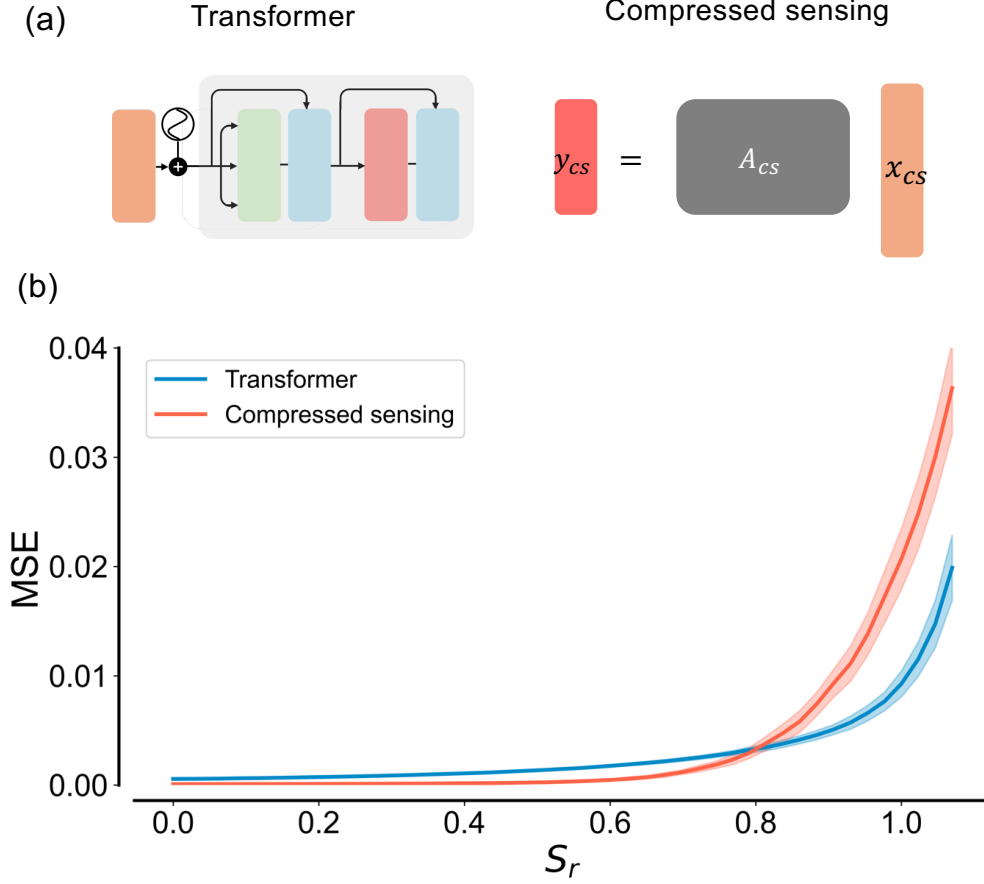 (a)
Transformer
Compressed sensing
+
y_cs = A_cs x_cs
(b)
0.04
0.03
0.02
0.01
0.00
MSE
Transformer
Compressed sensing
0.0 0.2 0.4 0.6 0.8 1.0
S_r